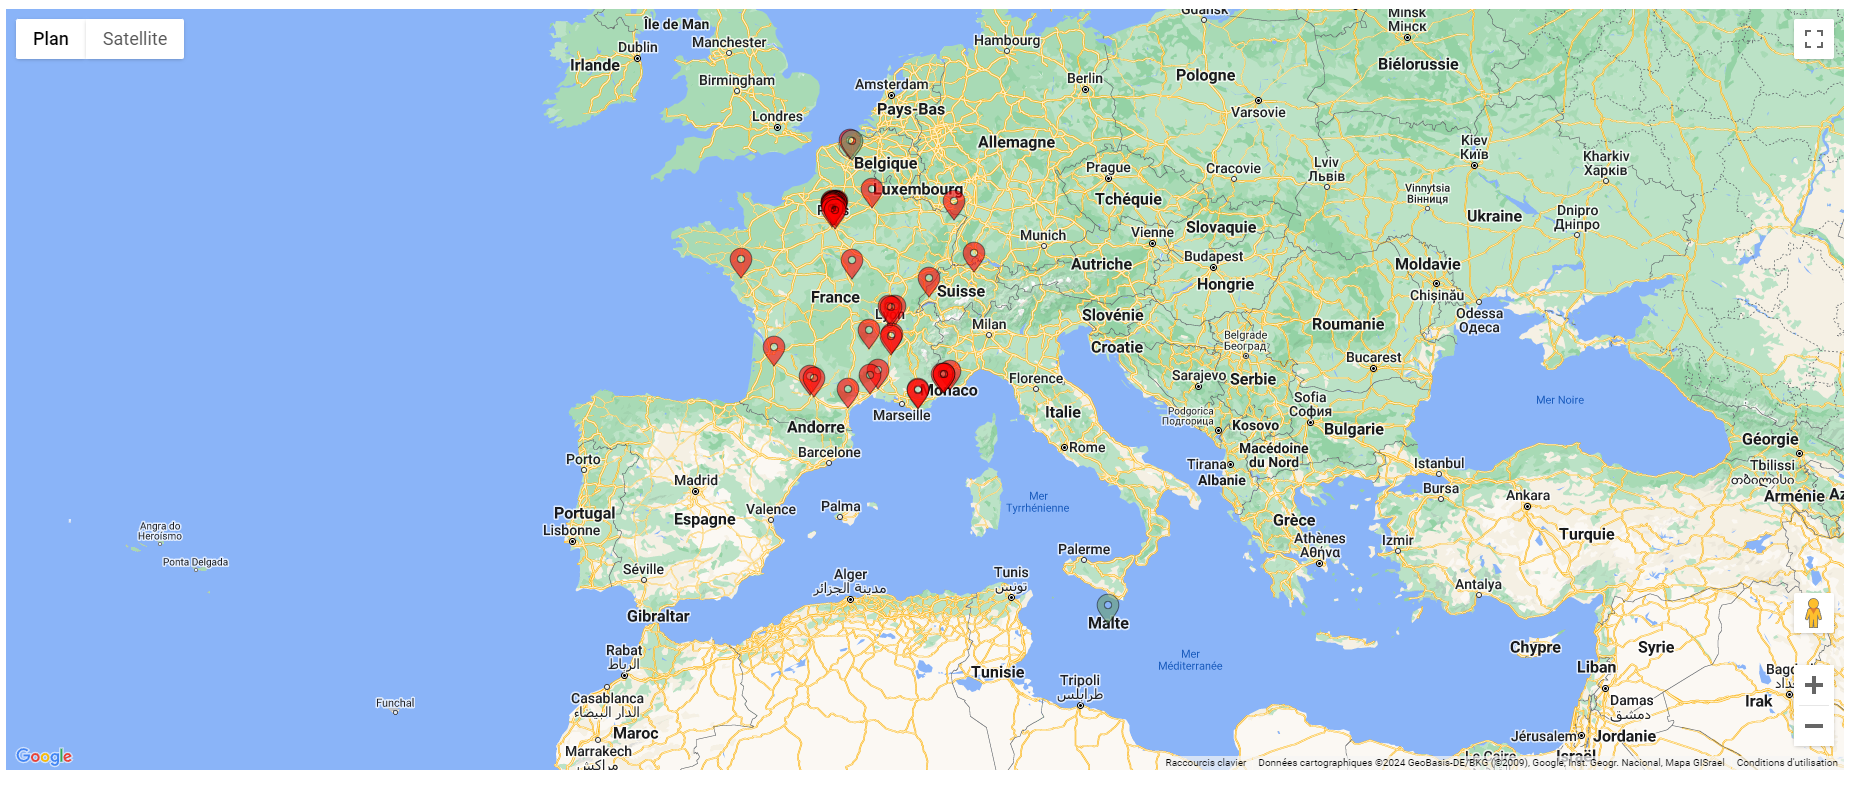 Plan
Satellite
Île de Man
Dublin
Irlande
Manchester
Birmingham
Londres
Hambourg
Amsterdam
Pays-Bas
Berlin
Gdańsk
Pologne
Varsovie
Minsk
Мінск
Biélorussie
Allemagne
Belgique
Luxembourg
Prague
Tchéquie
Cracovie
Lviv
Львів
Kiev
Київ
Kharkiv
Харків
Vinnytsia
Вінниця
Ukraine
Dnipro
Дніпро
Munich
Vienne
Slovaquie
Budapest
Hongrie
Autriche
Moldavie
Chișinău
Odessa
Одеса
France
Suisse
Milan
Slovénie
Croatie
Belgrade
Београд
Roumanie
Bucarest
Sarajevo
Serbie
Monaco
Marseille
Florence
Italie
Rome
Sofia
София
Podgorica
Подгорица
Kosovo
Bulgarie
Mer Noire
Andorre
Barcelone
Macédoine
du Nord
Tirana
Albanie
Géorgie
Tbilissi
თბილისი
Arménie
Istanbul
Bursa
Ankara
Porto
Madrid
Portugal
Lisbonne
Espagne
Valence
Palma
Mer
Tyrrhénienne
Grèce
Athènes
Αθήνα
Izmir
Turquie
Antalya
Angra do
Heroísmo
Ponta Delgada
Séville
Gibraltar
Alger
مدينة الجزائر
Tunis
تونس
Palerme
Malte
Mer
Méditerranée
Chypre
Syrie
Liban
Rabat
الرباط
Casablanca
الدار البيضاء
Funchal
Maroc
Marrakech
مراكش
Tunisie
Tripoli
طرابلس
Damas
دمشق
Irak
Jérusalem
Jordanie
Israël
Le Caire
Google
Raccourcis clavier
Données cartographiques ©2024 GeoBasis-DE/BKG (©2009), Google, Inst. Geogr. Nacional, Mapa GISrael
Conditions d'utilisation